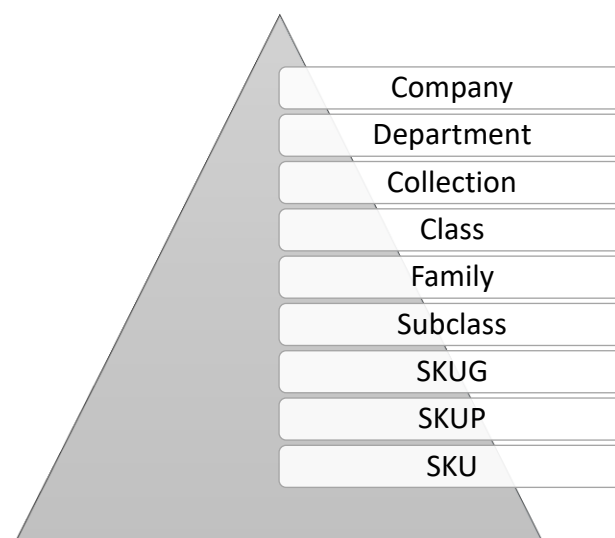 Company
Department
Collection
Class
Family
Subclass
SKUG
SKUP
SKU